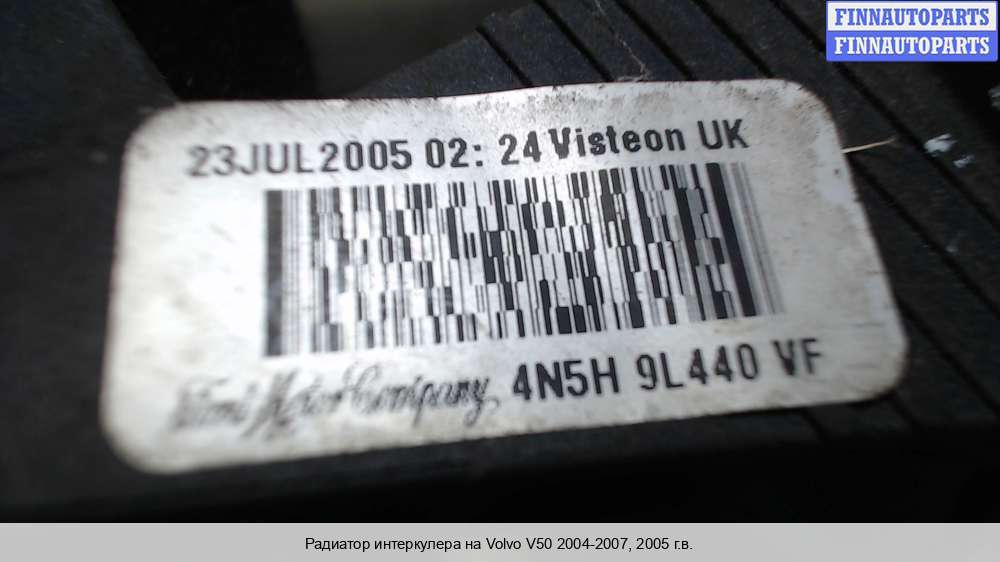 FINNAUTOPARTS
FINNAUTOPARTS
23JUL2005 02: 24 Visteon UK
Motor Company 4N5H 9L440 VF
Радиатор интеркулера на Volvo V50 2004-2007, 2005 г.в.